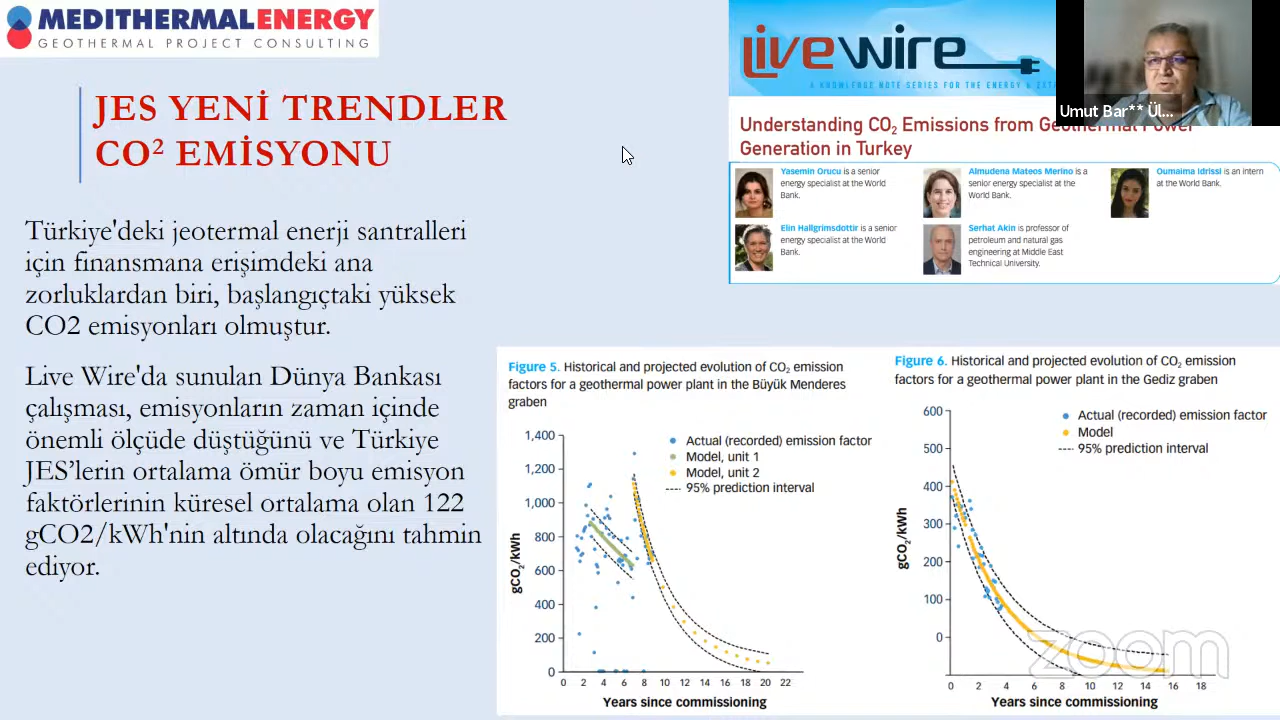 MEDITHERMALENERGY
GEOTHERMAL PROJECT CONSULTING
JES YENİ TRENDLER
CO² EMİSYONU
Türkiye'deki jeotermal enerji santralleri
için finansmana erişimdeki ana
zorluklardan biri, başlangıçtaki yüksek
CO2 emisyonları olmuştur.
Live Wire'da sunulan Dünya Bankası
çalışması, emisyonların zaman içinde
önemli ölçüde düştüğünü ve Türkiye
JES'lerin ortalama ömür boyu emisyon
faktörlerinin küresel ortalama olan 122
gCO2/kWh'nin altında olacağını tahmin
ediyor.
Livewire
A KNOWLEDGE NOTE SERIES FOR THE ENERGY &
Umut Bar** Ül...
Understanding CO₂ Emissions from Geothermal Power
Generation in Turkey
Yasemin Orucu is a senior
energy specialist at the World
Bank.
Almudena Mateos Merino is a
senior energy specialist at the
World Bank.
Oumaima Idrissi is an intern
at the World Bank.
Elin Hallgrimsdottir is a senior
energy specialist at the World
Bank.
Serhat Akin is professor of
petroleum and natural gas
engineering at Middle East
Technical University.
Figure 5. Historical and projected evolution of CO₂ emission
factors for a geothermal power plant in the Büyük Menderes
graben
1,400
1,200
1,000
800
600
400
200
0
gCO₂/kWh
Actual (recorded) emission factor
Model, unit 1
Model, unit 2
95% prediction interval
0 2 4 6 8 10 12 14 16 18 20 22
Years since commissioning
Figure 6. Historical and projected evolution of CO₂ emission
factors for a geothermal power plant in the Gediz graben
600
500
400
300
200
100
0
gCO₂/kWh
Actual (recorded) emission factor
Model
95% prediction interval
0 2 4 6 8 10 12 14 16 18
Years since commissioning
zoom